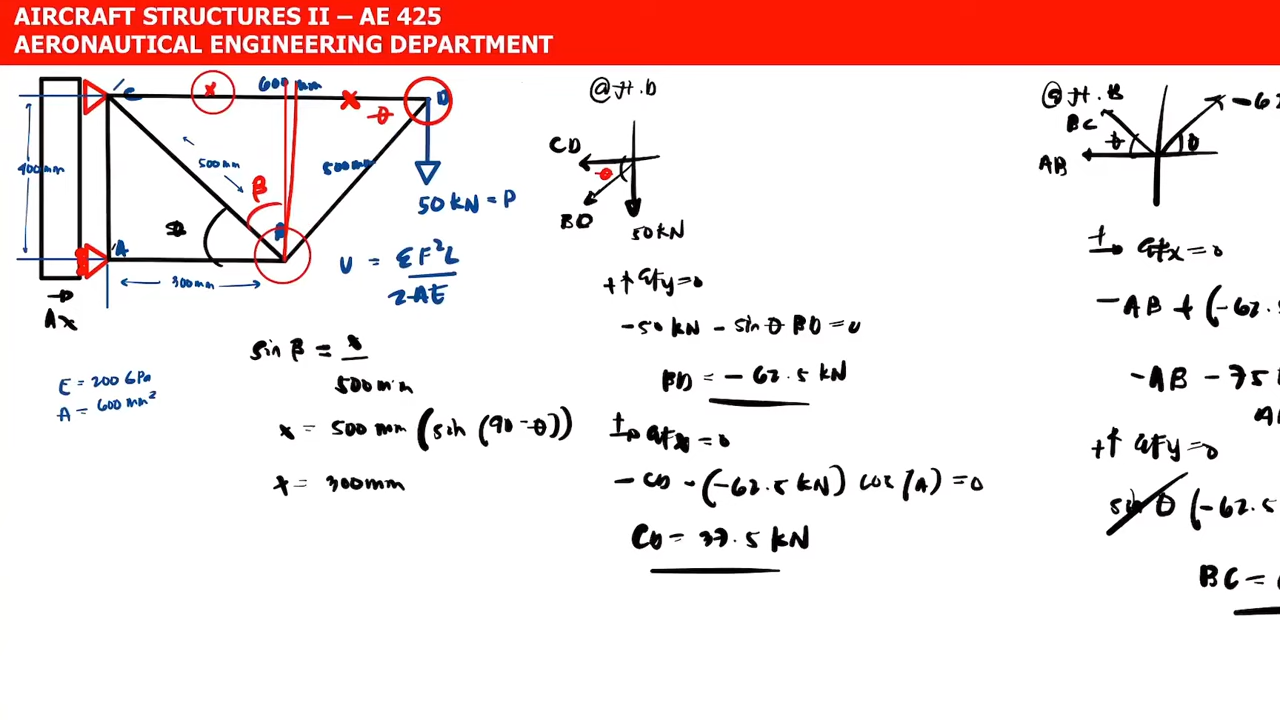 AIRCRAFT STRUCTURES II – AE 425
AERONAUTICAL ENGINEERING DEPARTMENT
C
x
600 mm
x
D
θ
400 mm
500 mm
500 mm
β
B
A
300 mm
Ax
50 kN = P
U = ΣF²L
2AE
E = 200 GPa
A = 600 mm²
sin β = x
500 mm
x = 500 mm (sin (90 - θ))
x = 300 mm
@ Jt. D
CD
θ
BD
50 kN
+↑ ΣFy = 0
-50 kN - sin θ BD = 0
BD = - 62.5 kN
ΣFx = 0
- CD - (-62.5 kN) cos (A) = 0
CD = 37.5 kN
@ Jt. B
BC
-62
θ
θ
AB
ΣFx = 0
- AB + (-62.5
- AB - 75
+↑ ΣFy = 0
sin θ (-62.5
BC =